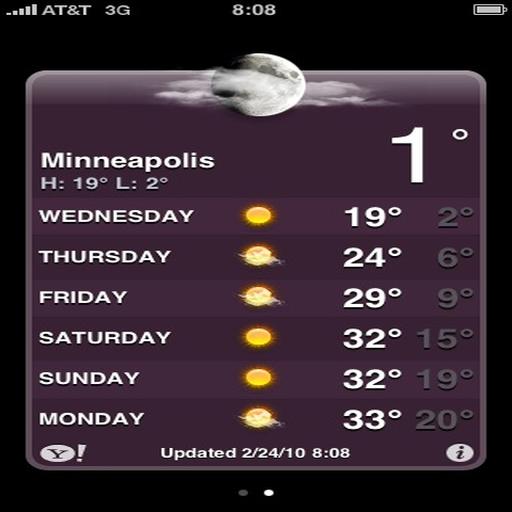 AT&T 3G 8:08
1°
Minneapolis
H: 19° L: 2°
WEDNESDAY 19° 2°
THURSDAY 24° 6°
FRIDAY 29° 9°
SATURDAY 32° 15°
SUNDAY 32° 19°
MONDAY 33° 20°
Y! Updated 2/24/10 8:08 i